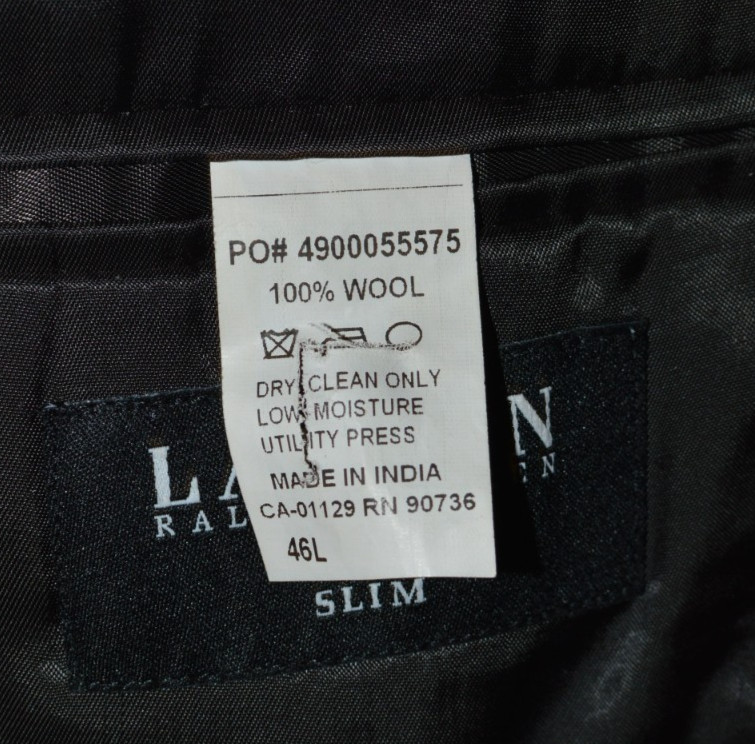 PO# 4900055575
100% WOOL
DRY CLEAN ONLY
LOW MOISTURE
UTILITY PRESS
MADE IN INDIA
CA-01129 RN 90736
46L
SLIM